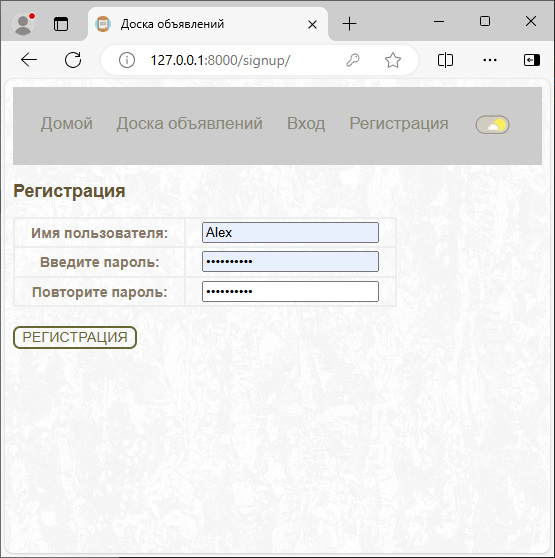 Доска объявлений
127.0.0.1:8000/signup/
Домой Доска объявлений Вход Регистрация
Регистрация
Имя пользователя: Alex
Введите пароль: ••••••••••
Повторите пароль: ••••••••••
РЕГИСТРАЦИЯ